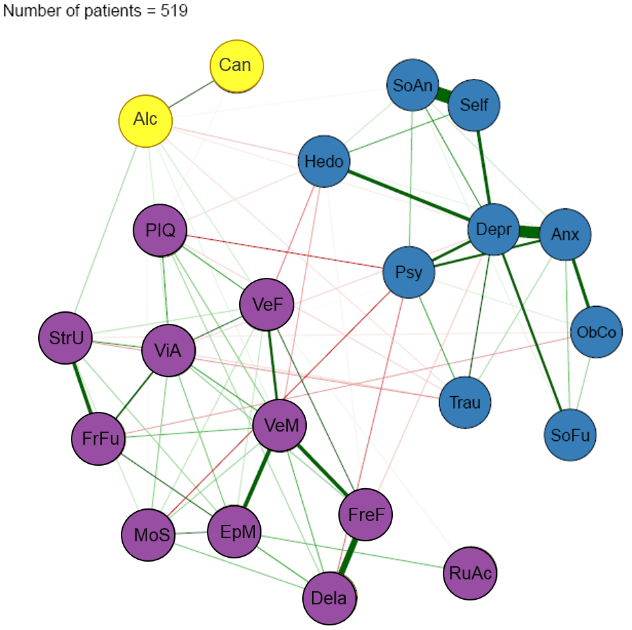 Number of patients = 519
Can
SoAn
Self
Alc
Hedo
PIQ
Depr
Anx
Psy
VeF
ObCo
StrU
ViA
Trau
VeM
SoFu
FrFu
FreF
MoS
EpM
RuAc
Dela